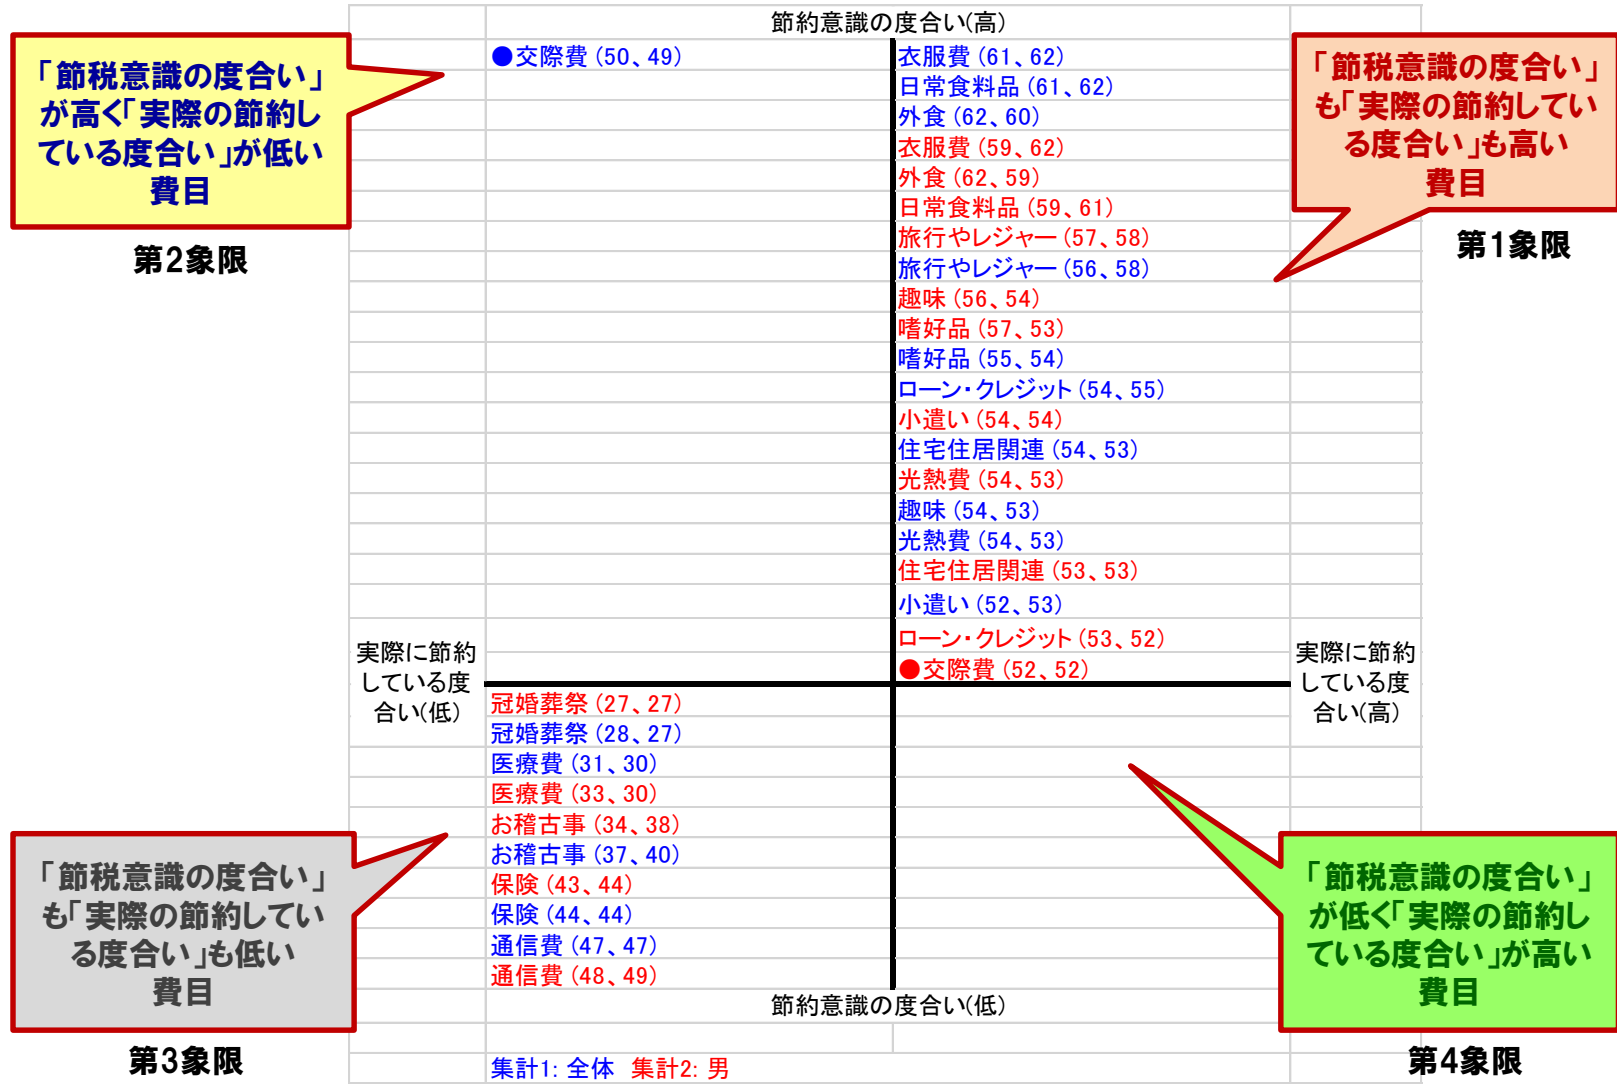 節約意識の度合い(高)
「節税意識の度合い」
が高く「実際の節約し
ている度合い」が低い
費目
第2象限
●交際費 (50、49)
衣服費 (61、62)
日常食料品 (61、62)
外食 (62、60)
衣服費 (59、62)
外食 (62、59)
日常食料品 (59、61)
旅行やレジャー (57、58)
旅行やレジャー (56、58)
趣味 (56、54)
嗜好品 (57、53)
嗜好品 (55、54)
ローン・クレジット (54、55)
小遣い (54、54)
住宅住居関連 (54、53)
光熱費 (54、53)
趣味 (54、53)
光熱費 (54、53)
住宅住居関連 (53、53)
小遣い (52、53)
ローン・クレジット (53、52)
●交際費 (52、52)
「節税意識の度合い」
も「実際の節約してい
る度合い」も高い
費目
第1象限
実際に節約
している度
合い(低)
実際に節約
している度
合い(高)
冠婚葬祭 (27、27)
冠婚葬祭 (28、27)
医療費 (31、30)
医療費 (33、30)
お稽古事 (34、38)
お稽古事 (37、40)
保険 (43、44)
保険 (44、44)
通信費 (47、47)
通信費 (48、49)
「節税意識の度合い」
も「実際の節約してい
る度合い」も低い
費目
第3象限
「節税意識の度合い」
が低く「実際の節約し
ている度合い」が高い
費目
第4象限
節約意識の度合い(低)
集計1: 全体 集計2: 男